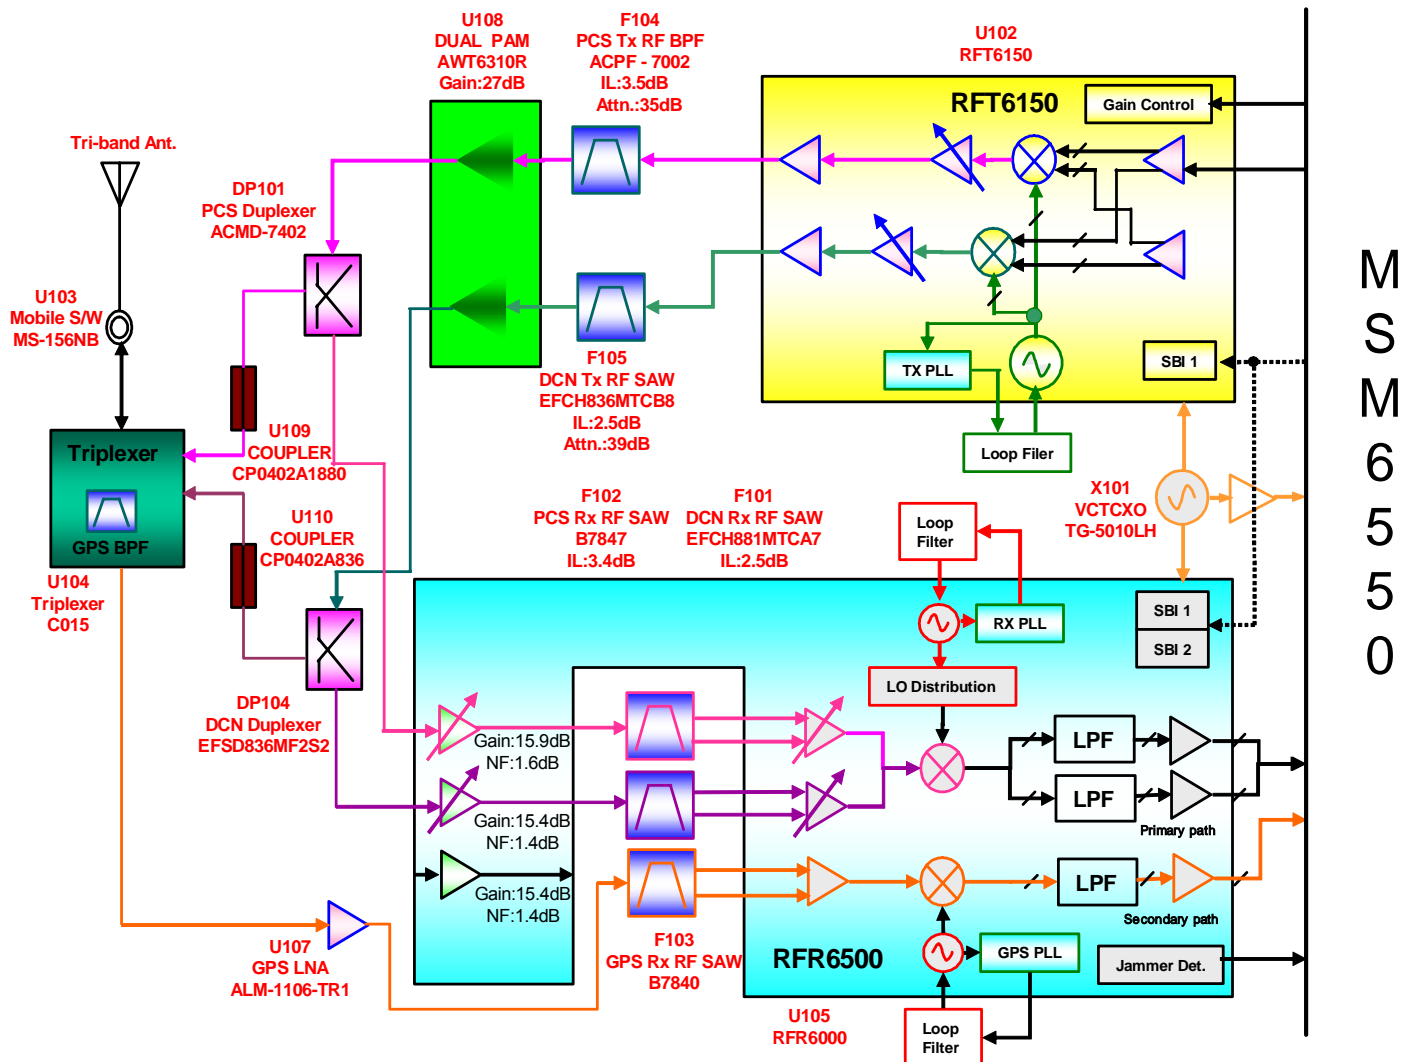 U108
DUAL PAM
AWT6310R
Gain:27dB
F104
PCS Tx RF BPF
ACPF - 7002
IL:3.5dB
Attn.:35dB
U102
RFT6150
RFT6150
Gain Control
Tri-band Ant.
DP101
PCS Duplexer
ACMD-7402
U103
Mobile S/W
MS-156NB
F105
DCN Tx RF SAW
EFCH836MTCB8
IL:2.5dB
Attn.:39dB
TX PLL
SBI 1
Loop Filer
U109
COUPLER
CP0402A1880
Triplexer
GPS BPF
U104
Triplexer
C015
U110
COUPLER
CP0402A836
F102
PCS Rx RF SAW
B7847
IL:3.4dB
F101
DCN Rx RF SAW
EFCH881MTCA7
IL:2.5dB
Loop
Filter
X101
VCTCXO
TG-5010LH
RX PLL
SBI 1
SBI 2
LO Distribution
DP104
DCN Duplexer
EFSD836MF2S2
Gain:15.9dB
NF:1.6dB
LPF
Gain:15.4dB
NF:1.4dB
LPF
Primary path
Gain:15.4dB
NF:1.4dB
LPF
Secondary path
U107
GPS LNA
ALM-1106-TR1
F103
GPS Rx RF SAW
B7840
RFR6500
GPS PLL
Jammer Det.
U105
RFR6000
Loop
Filter
M
S
M
6
5
5
0